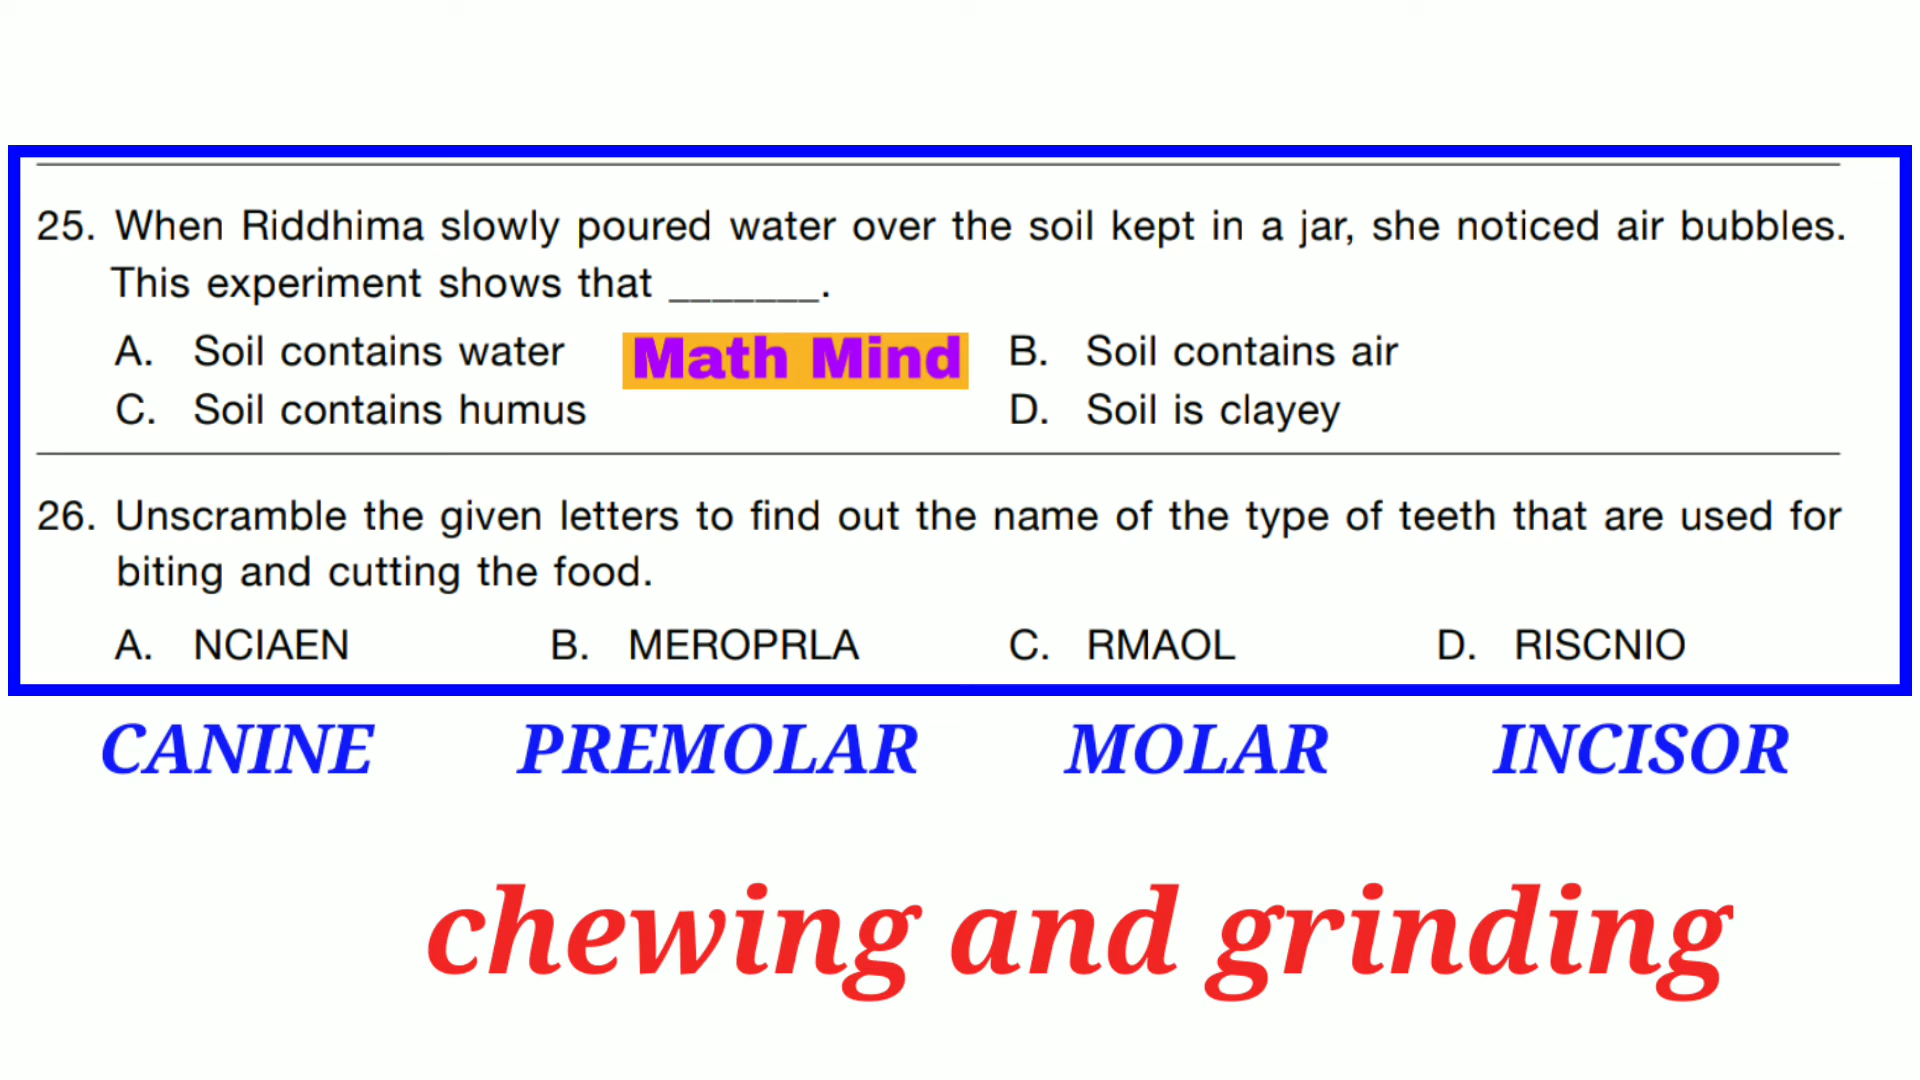 25. When Riddhima slowly poured water over the soil kept in a jar, she noticed air bubbles.
This experiment shows that _______.
A. Soil contains water Math Mind B. Soil contains air
C. Soil contains humus D. Soil is clayey
26. Unscramble the given letters to find out the name of the type of teeth that are used for
biting and cutting the food.
A. NCIAEN B. MEROPRLA C. RMAOL D. RISCNIO
CANINE PREMOLAR MOLAR INCISOR
chewing and grinding